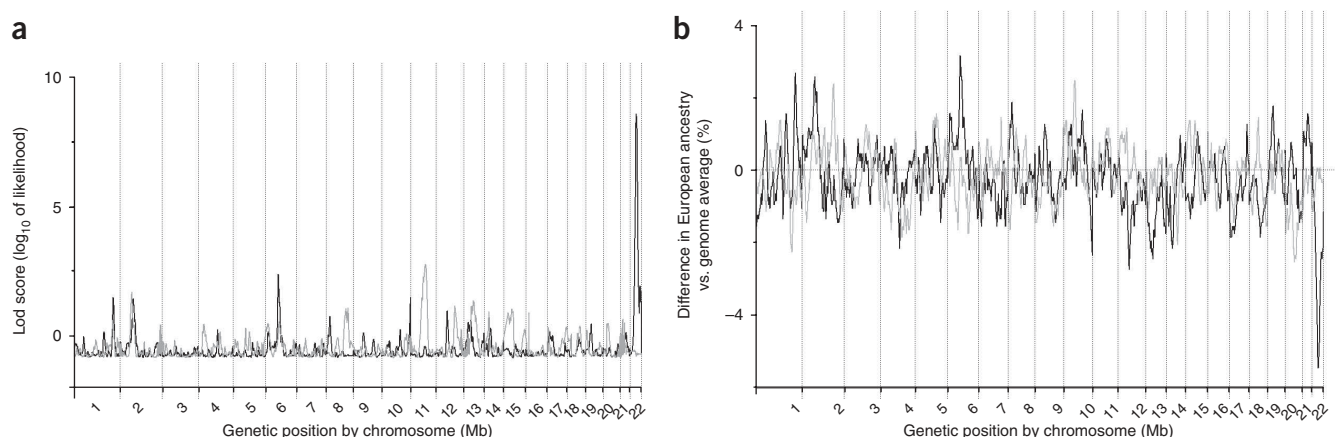 a
10
5
0
Lod score (log10 of likelihood)
1 2 3 4 5 6 7 8 9 10 11 12 13 14 15 16 17 18 19 20 21 22
Genetic position by chromosome (Mb)
b
4
0
−4
Difference in European ancestry
vs. genome average (%)
1 2 3 4 5 6 7 8 9 10 11 12 13 14 15 16 17 18 19 20 21 22
Genetic position by chromosome (Mb)